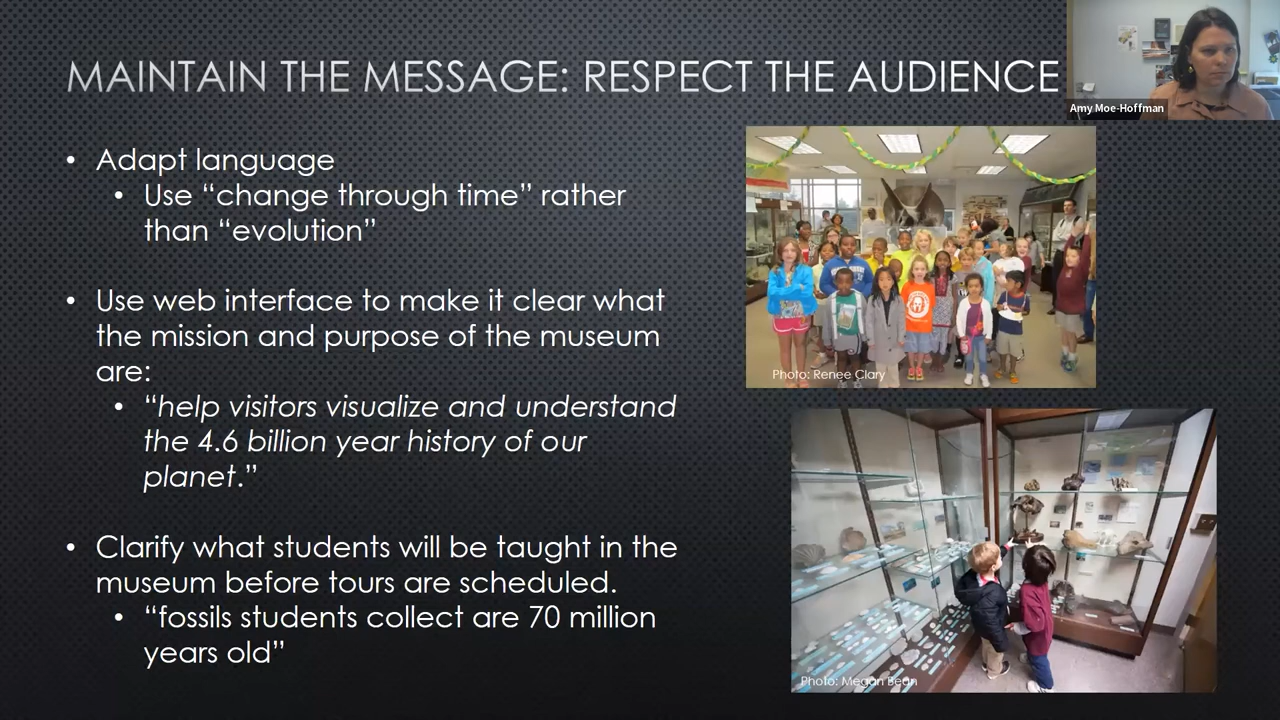 MAINTAIN THE MESSAGE: RESPECT THE AUDIENCE
Amy Moe-Hoffman
• Adapt language
• Use “change through time” rather
than “evolution”
• Use web interface to make it clear what
the mission and purpose of the museum
are:
• “help visitors visualize and understand
the 4.6 billion year history of our
planet.”
• Clarify what students will be taught in the
museum before tours are scheduled.
• “fossils students collect are 70 million
years old”
Photo: Renee Clary
Photo: Megan Bean